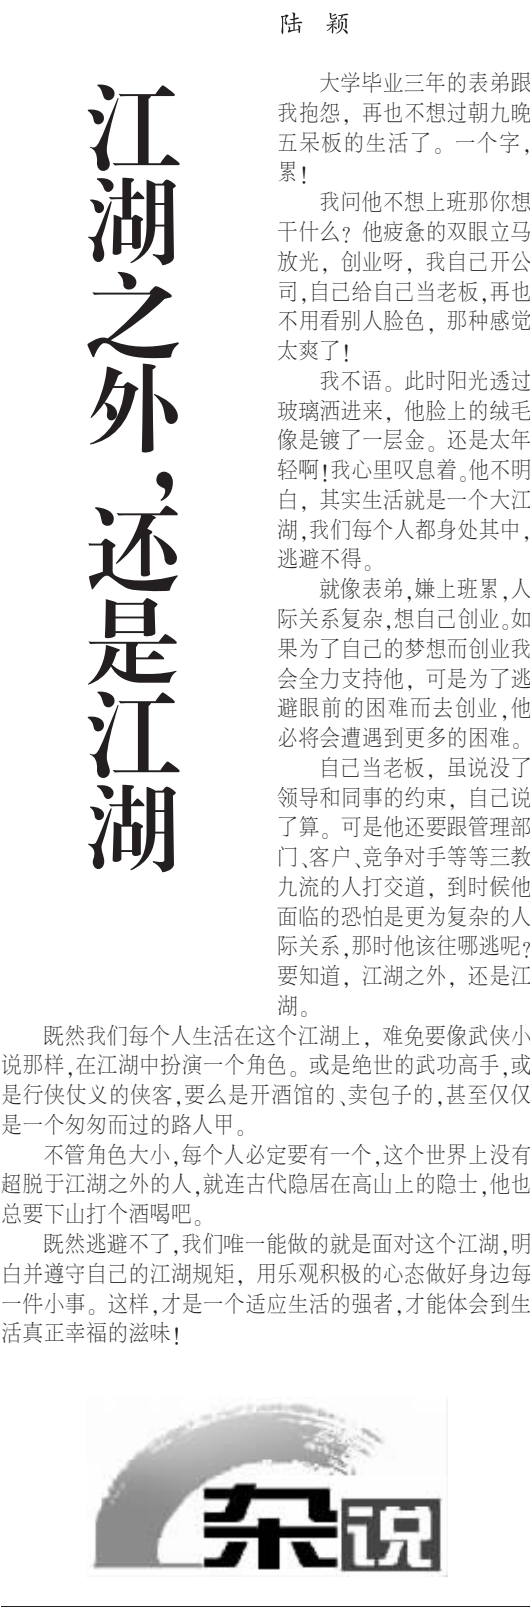 江湖之外，还是江湖
陆 颖
大学毕业三年的表弟跟
我抱怨，再也不想过朝九晚
五呆板的生活了。一个字，
累！
我问他不想上班那你想
干什么？他疲惫的双眼立马
放光，创业呀，我自己开公
司，自己给自己当老板，再也
不用看别人脸色，那种感觉
太爽了！
我不语。此时阳光透过
玻璃洒进来，他脸上的绒毛
像是镀了一层金。还是太年
轻啊！我心里叹息着。他不明
白，其实生活就是一个大江
湖，我们每个人都身处其中，
逃避不得。
就像表弟，嫌上班累，人
际关系复杂，想自己创业。如
果为了自己的梦想而创业我
会全力支持他，可是为了逃
避眼前的困难而去创业，他
必将会遭遇到更多的困难。
自己当老板，虽说没了
领导和同事的约束，自己说
了算。可是他还要跟管理部
门、客户、竞争对手等等三教
九流的人打交道，到时候他
面临的恐怕是更为复杂的人
际关系，那时他该往哪逃呢？
要知道，江湖之外，还是江
湖。
既然我们每个人生活在这个江湖上，难免要像武侠小
说那样，在江湖中扮演一个角色。或是绝世的武功高手，或
是行侠仗义的侠客，要么是开酒馆的、卖包子的，甚至仅仅
是一个匆匆而过的路人甲。
不管角色大小，每个人必定要有一个，这个世界上没有
超脱于江湖之外的人，就连古代隐居在高山上的隐士，他也
总要下山打个酒喝吧。
既然逃避不了，我们唯一能做的就是面对这个江湖，明
白并遵守自己的江湖规矩，用乐观积极的心态做好身边每
一件小事。这样，才是一个适应生活的强者，才能体会到生
活真正幸福的滋味！
杂说